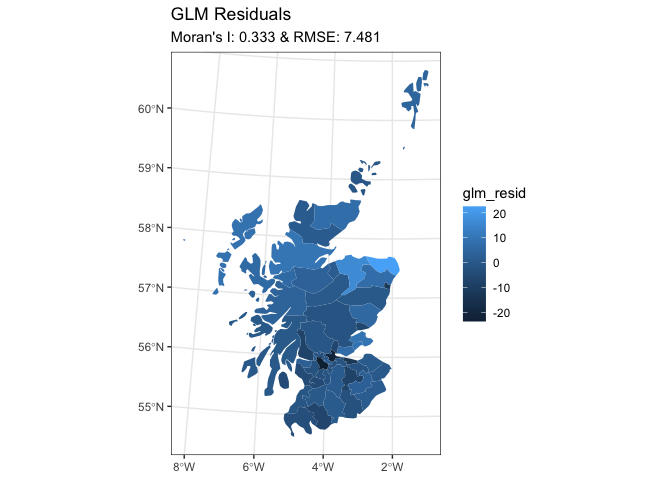 GLM Residuals
Moran's I: 0.333 & RMSE: 7.481
60°N
59°N
58°N
57°N
56°N
55°N
8°W
6°W
4°W
2°W
glm_resid
20
10
0
-10
-20